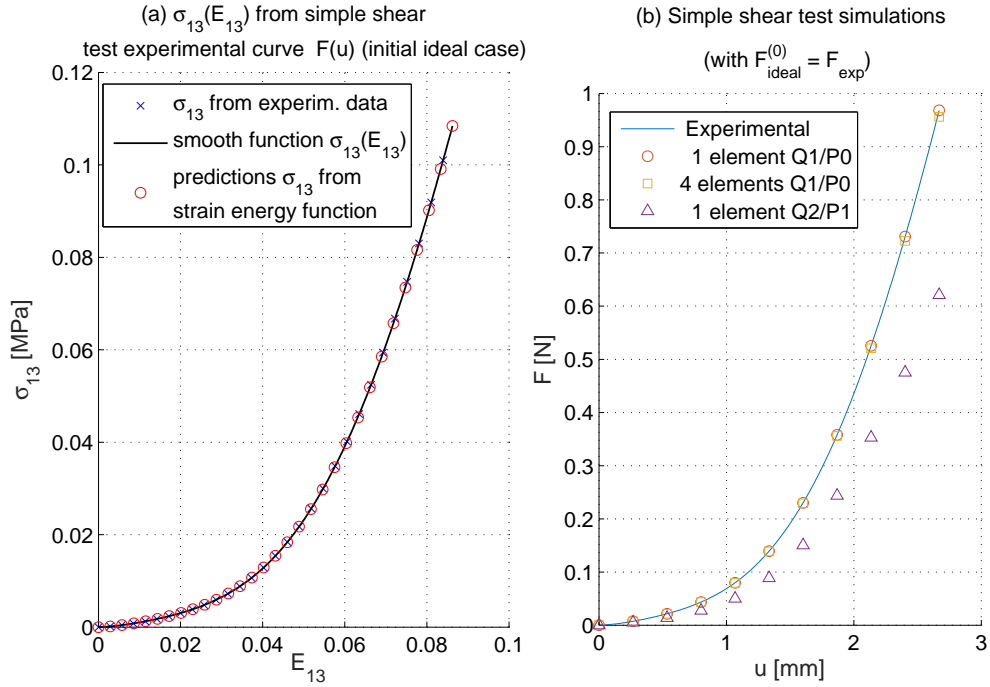 (a) σ13(E13) from simple shear
test experimental curve F(u) (initial ideal case)
0.12
0.1
0.08
0.06
0.04
0.02
0
σ13 [MPa]
σ13 from experim. data
smooth function σ13(E13)
predictions σ13 from
strain energy function
0 0.02 0.04 0.06 0.08 0.1
E13
(b) Simple shear test simulations
(with F(0)ideal = Fexp)
1
0.9
0.8
0.7
0.6
0.5
0.4
0.3
0.2
0.1
0
F [N]
Experimental
1 element Q1/P0
4 elements Q1/P0
1 element Q2/P1
0 1 2 3
u [mm]